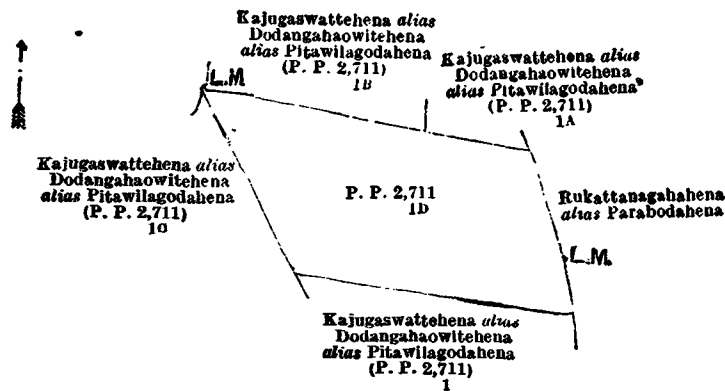 Kajugaswattehena alias
Dodangahaowitehena
alias Pitawilagodahena
(P. P. 2,711)
1B
Kajugaswattehena alias
Dodangahaowitehena
alias Pitawilagodahena
(P. P. 2,711)
1A
L.M.
Kajugaswattehena alias
Dodangahaowitehena
alias Pitawilagodahena
(P. P. 2,711)
1C
P. P. 2,711
1D
Rukattanagahahena
alias Parabodahena
L.M.
Kajugaswattehena alias
Dodangahaowitehena
alias Pitawilagodahena
(P. P. 2,711)
1